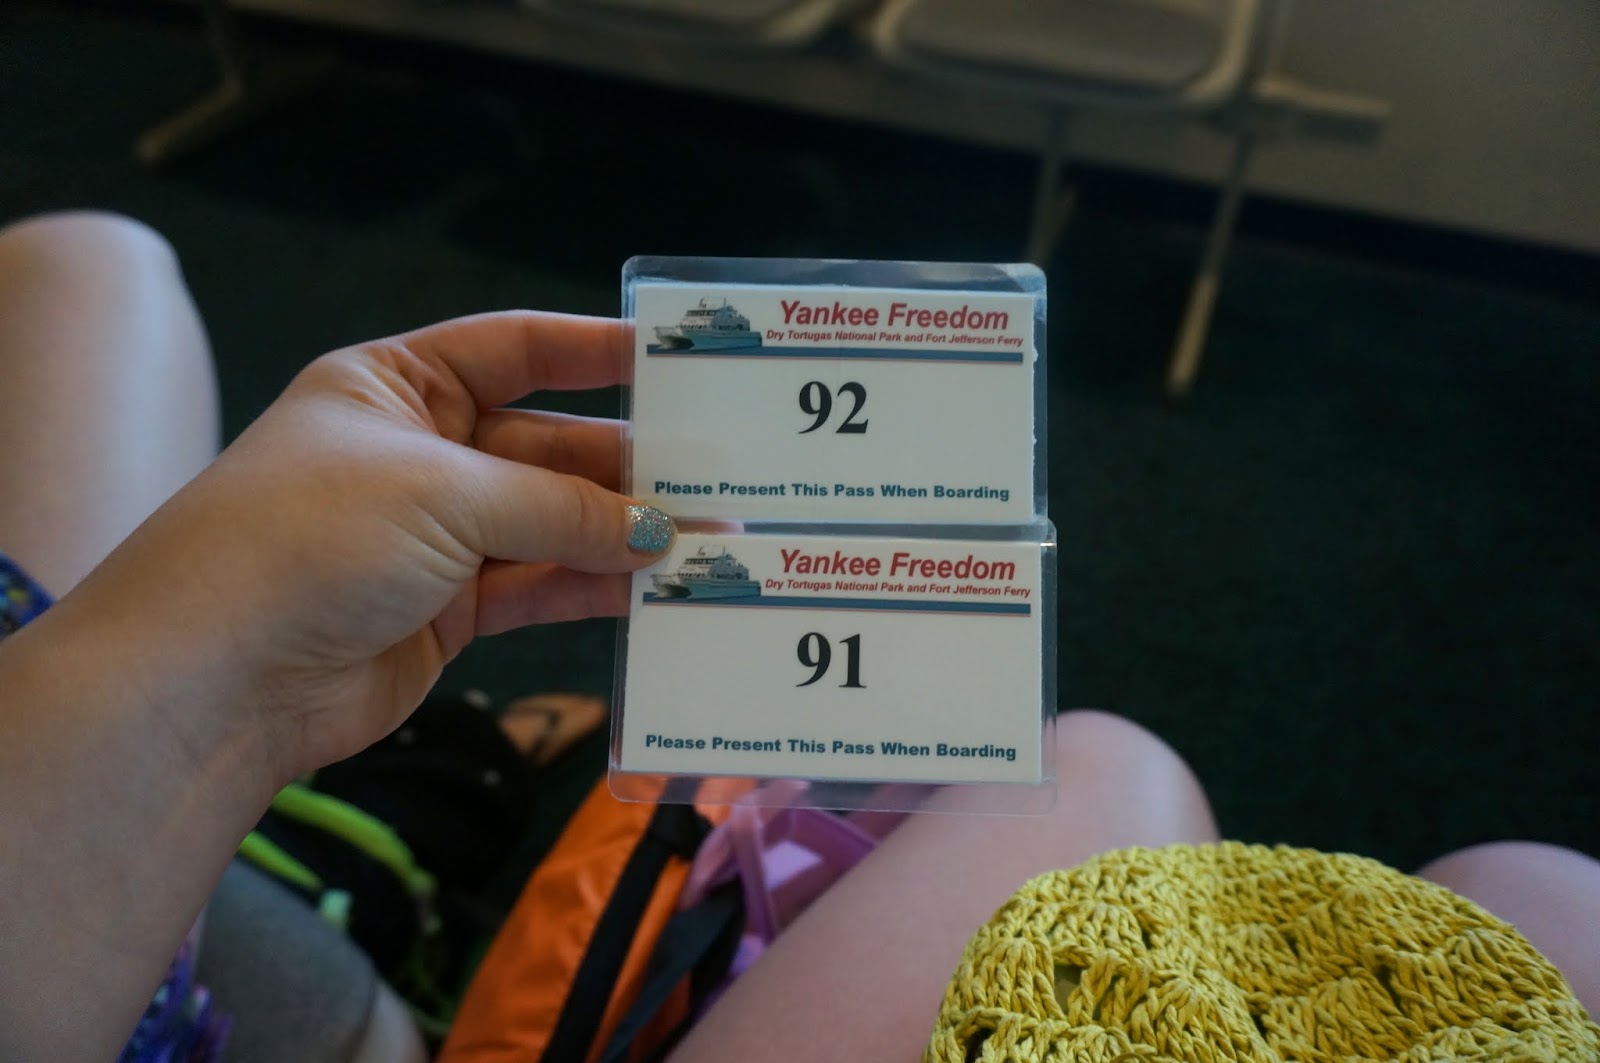 Yankee Freedom
Dry Tortugas National Park and Fort Jefferson Ferry
92
Please Present This Pass When Boarding
Yankee Freedom
Dry Tortugas National Park and Fort Jefferson Ferry
91
Please Present This Pass When Boarding